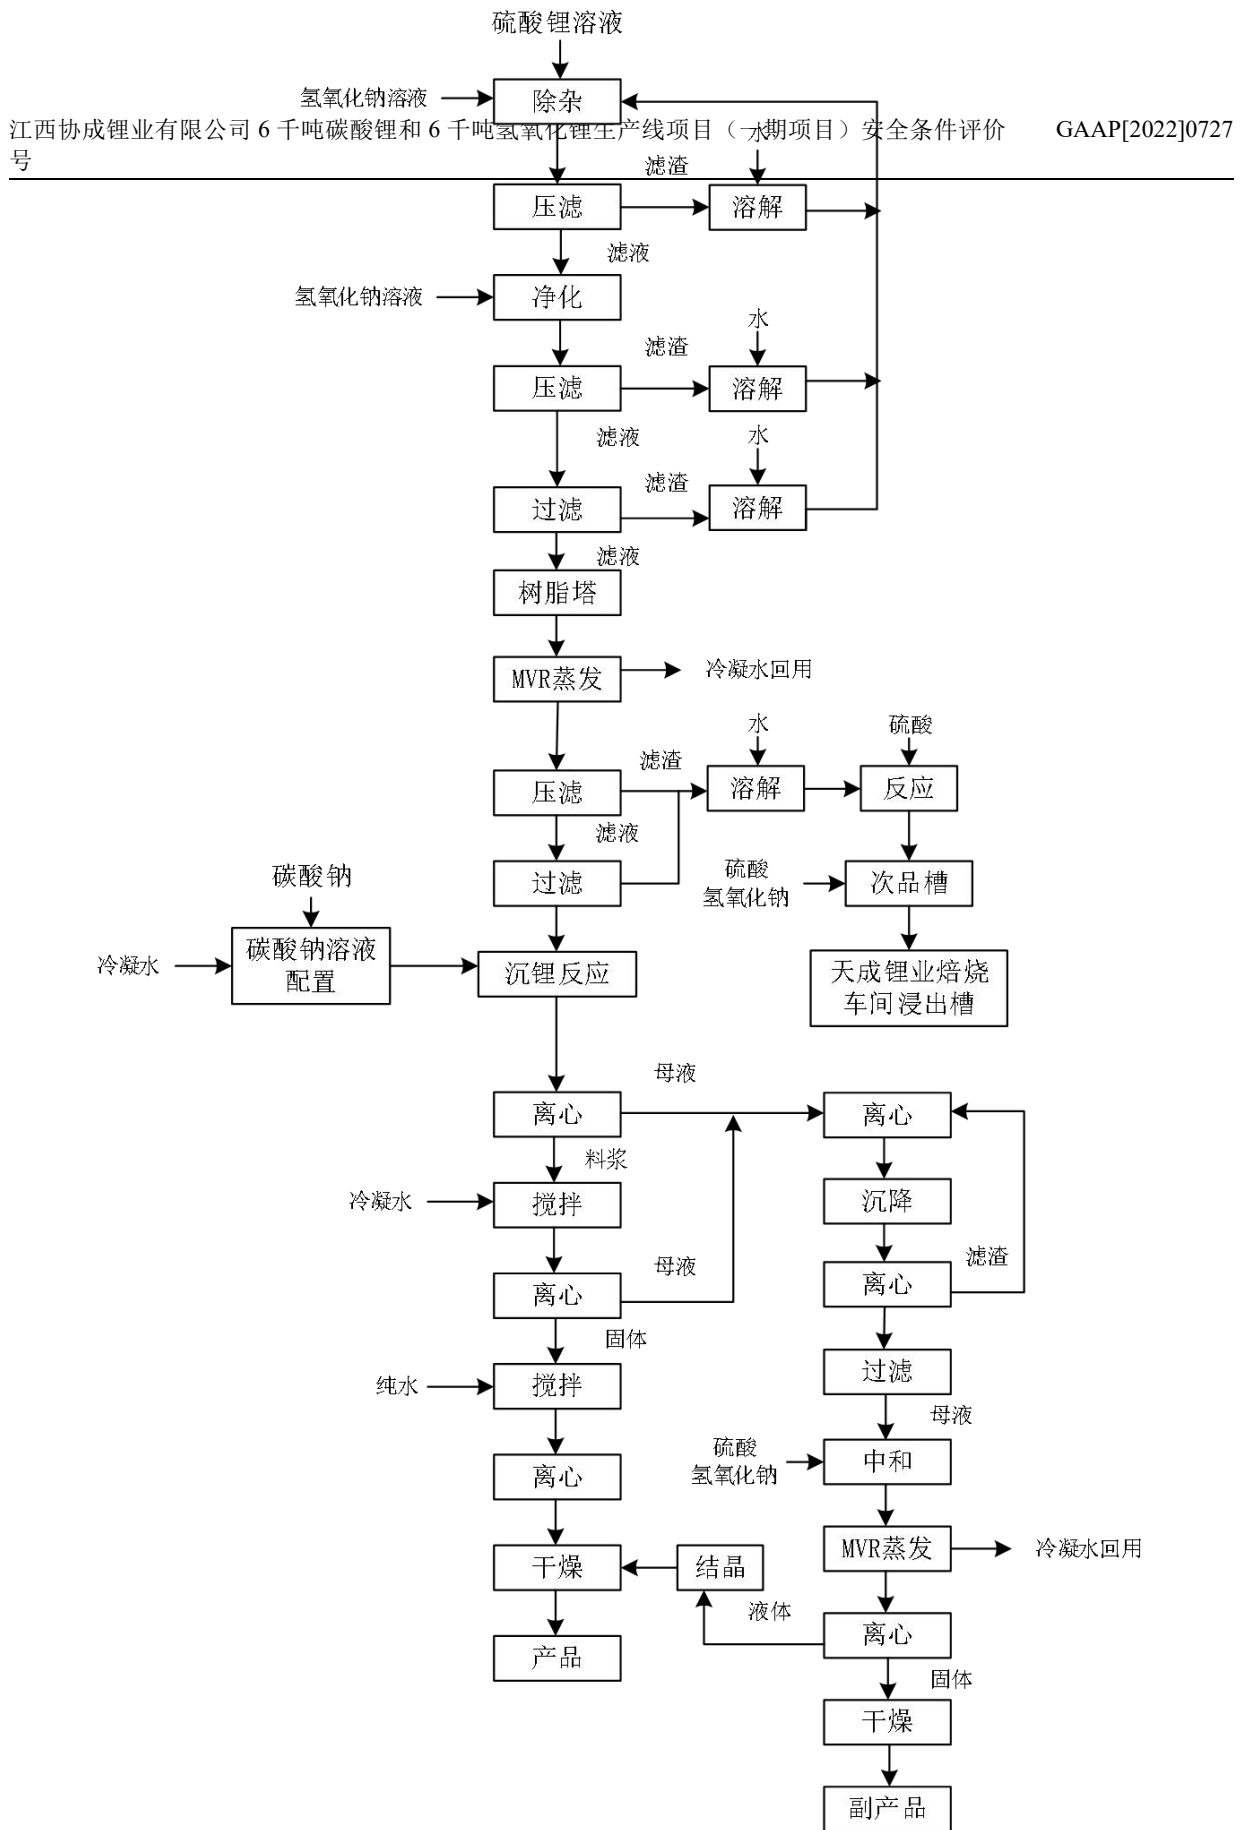 硫酸锂溶液
氢氧化钠溶液
除杂
江西协成锂业有限公司 6 千吨碳酸锂和 6 千吨氢氧化锂生产线项目（一期项目）安全条件评价 GAAP[2022]0727
号
水
滤渣
压滤
溶解
滤液
氢氧化钠溶液
净化
水
滤渣
压滤
溶解
滤液
水
滤渣
过滤
溶解
滤液
树脂塔
MVR蒸发
冷凝水回用
水
硫酸
滤渣
压滤
溶解
反应
滤液
碳酸钠
过滤
硫酸
氢氧化钠
次品槽
冷凝水
碳酸钠溶液
配置
沉锂反应
天成锂业焙烧
车间浸出槽
母液
离心
离心
料浆
冷凝水
搅拌
沉降
母液
滤渣
离心
离心
固体
纯水
搅拌
过滤
母液
离心
硫酸
氢氧化钠
中和
干燥
结晶
MVR蒸发
冷凝水回用
液体
产品
离心
固体
干燥
副产品